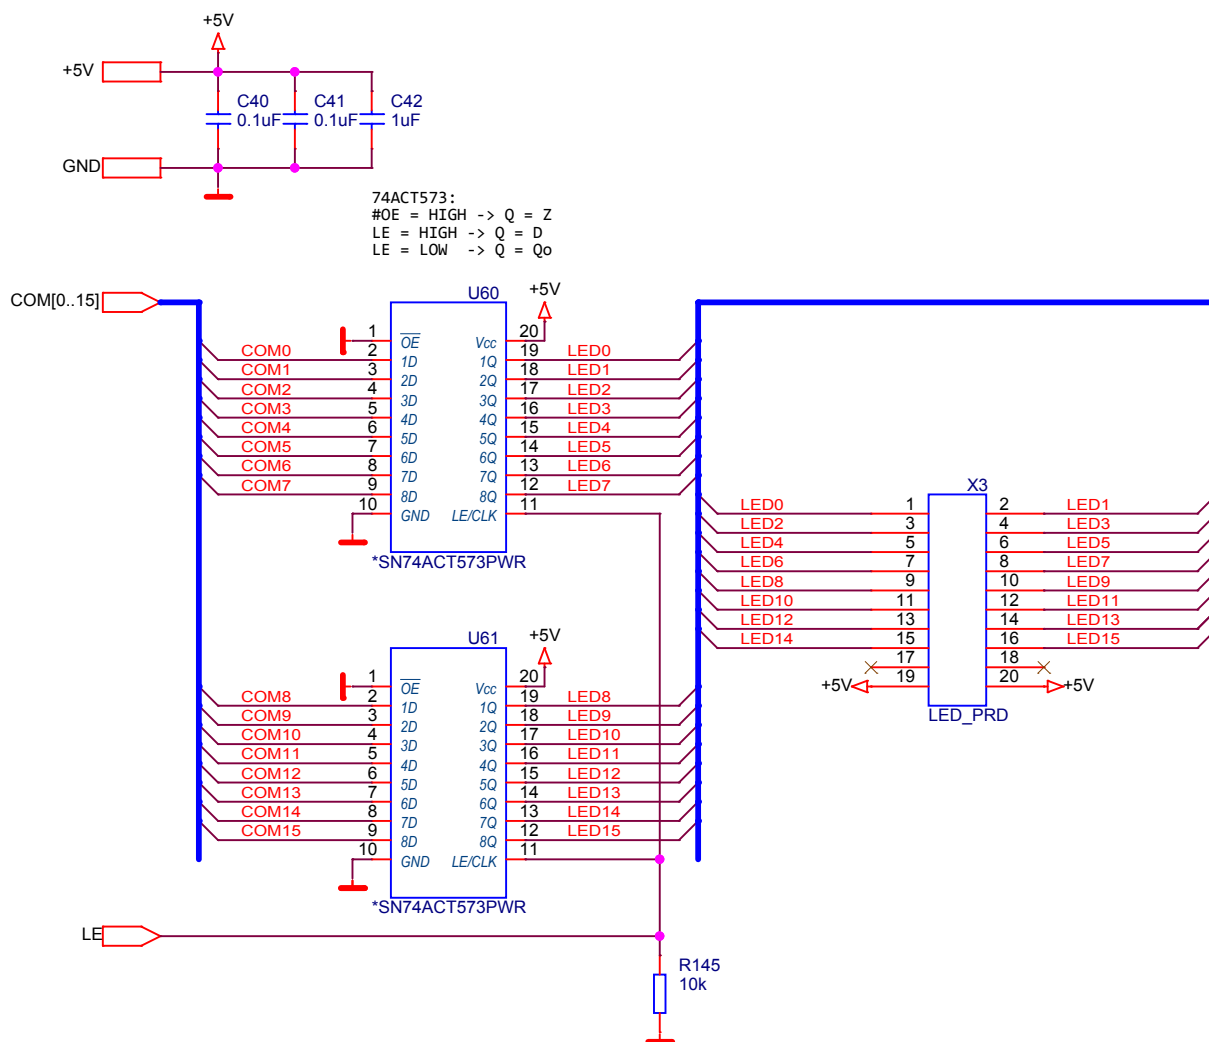 +5V
+5V
C40
0.1uF
C41
0.1uF
C42
1uF
GND
74ACT573:
#OE = HIGH -> Q = Z
LE = HIGH -> Q = D
LE = LOW  -> Q = Qo
COM[0..15]
U60
+5V
1 OE Vcc 20
COM0 2 1D 1Q 19 LED0
COM1 3 2D 2Q 18 LED1
COM2 4 3D 3Q 17 LED2
COM3 5 4D 4Q 16 LED3
COM4 6 5D 5Q 15 LED4
COM5 7 6D 6Q 14 LED5
COM6 8 7D 7Q 13 LED6
COM7 9 8D 8Q 12 LED7
10 GND LE/CLK 11
*SN74ACT573PWR
X3
LED0 1 2 LED1
LED2 3 4 LED3
LED4 5 6 LED5
LED6 7 8 LED7
LED8 9 10 LED9
LED10 11 12 LED11
LED12 13 14 LED13
LED14 15 16 LED15
17 18
+5V 19 20 +5V
LED_PRD
U61
+5V
1 OE Vcc 20
COM8 2 1D 1Q 19 LED8
COM9 3 2D 2Q 18 LED9
COM10 4 3D 3Q 17 LED10
COM11 5 4D 4Q 16 LED11
COM12 6 5D 5Q 15 LED12
COM13 7 6D 6Q 14 LED13
COM14 8 7D 7Q 13 LED14
COM15 9 8D 8Q 12 LED15
10 GND LE/CLK 11
*SN74ACT573PWR
LE
R145
10k